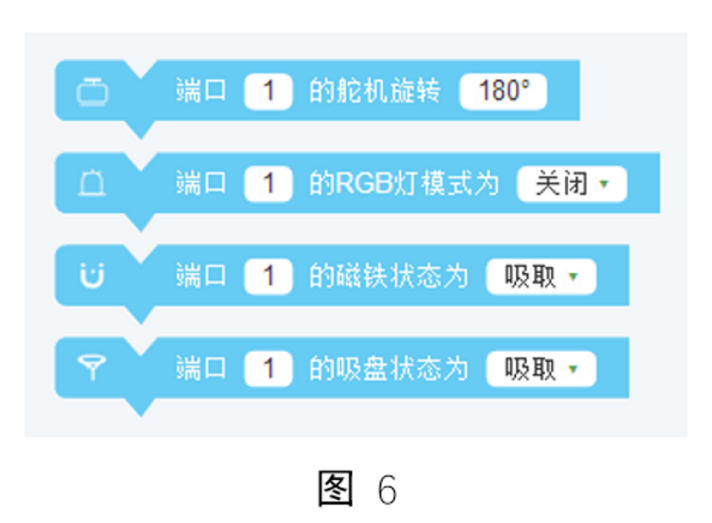 端口 1 的舵机旋转 180°
端口 1 的RGB灯模式为 关闭
端口 1 的磁铁状态为 吸取
端口 1 的吸盘状态为 吸取
图 6